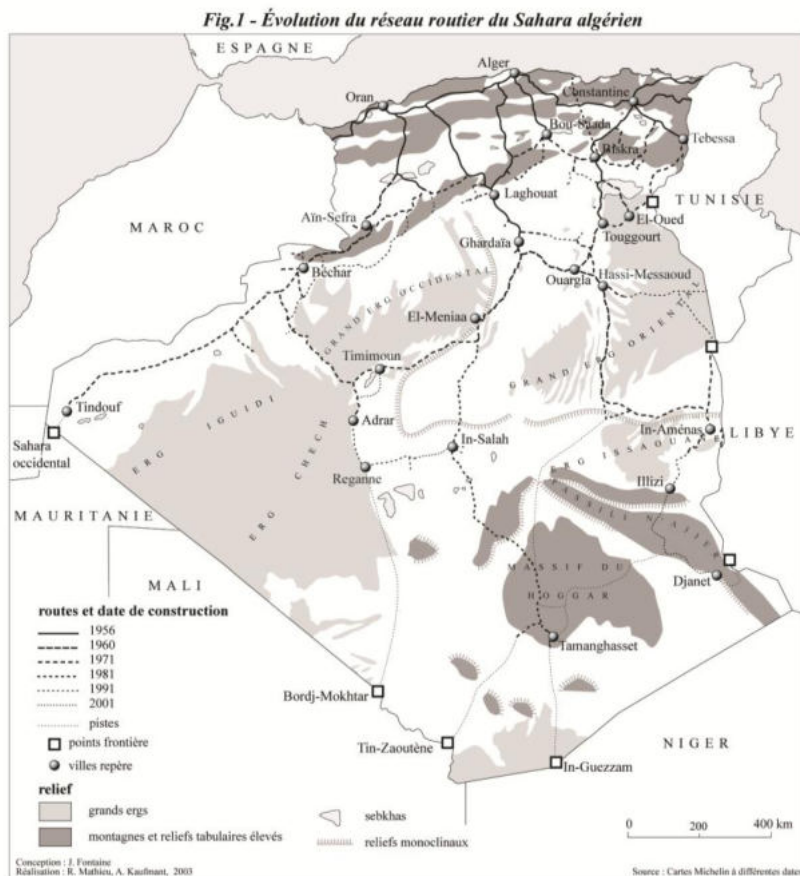 Fig.1 - Évolution du réseau routier du Sahara algérien
ESPAGNE
Alger
Oran
Constantine
Bou-Saada
Biskra
Tebessa
Laghouat
TUNISIE
MAROC
Aïn-Sefra
El-Oued
Touggourt
Ghardaïa
Béchar
Ouargla
Hassi-Messaoud
GRAND ERG OCCIDENTAL
El-Meniaa
GRAND ERG ORIENTAL
Timimoun
Tindouf
ERG IGUIDI
Adrar
In-Aménas
LIBYE
Sahara
occidental
ERG CHECH
In-Salah
ERG ISSAOUANE
Reganne
Illizi
MAURITANIE
TASSILI N'AJJER
MALI
MASSIF DU
HOGGAR
Djanet
Tamanghasset
routes et date de construction
1956
1960
1971
1981
1991
2001
pistes
points frontière
villes repère
Bordj-Mokhtar
Tin-Zaoutène
NIGER
In-Guezzam
relief
grands ergs
montagnes et reliefs tabulaires élevés
sebkhas
reliefs monoclinaux
0 200 400 km
Conception : J. Fontaine
Réalisation : R. Mathieu, A. Kaufmant, 2003
Source : Cartes Michelin à différentes dates